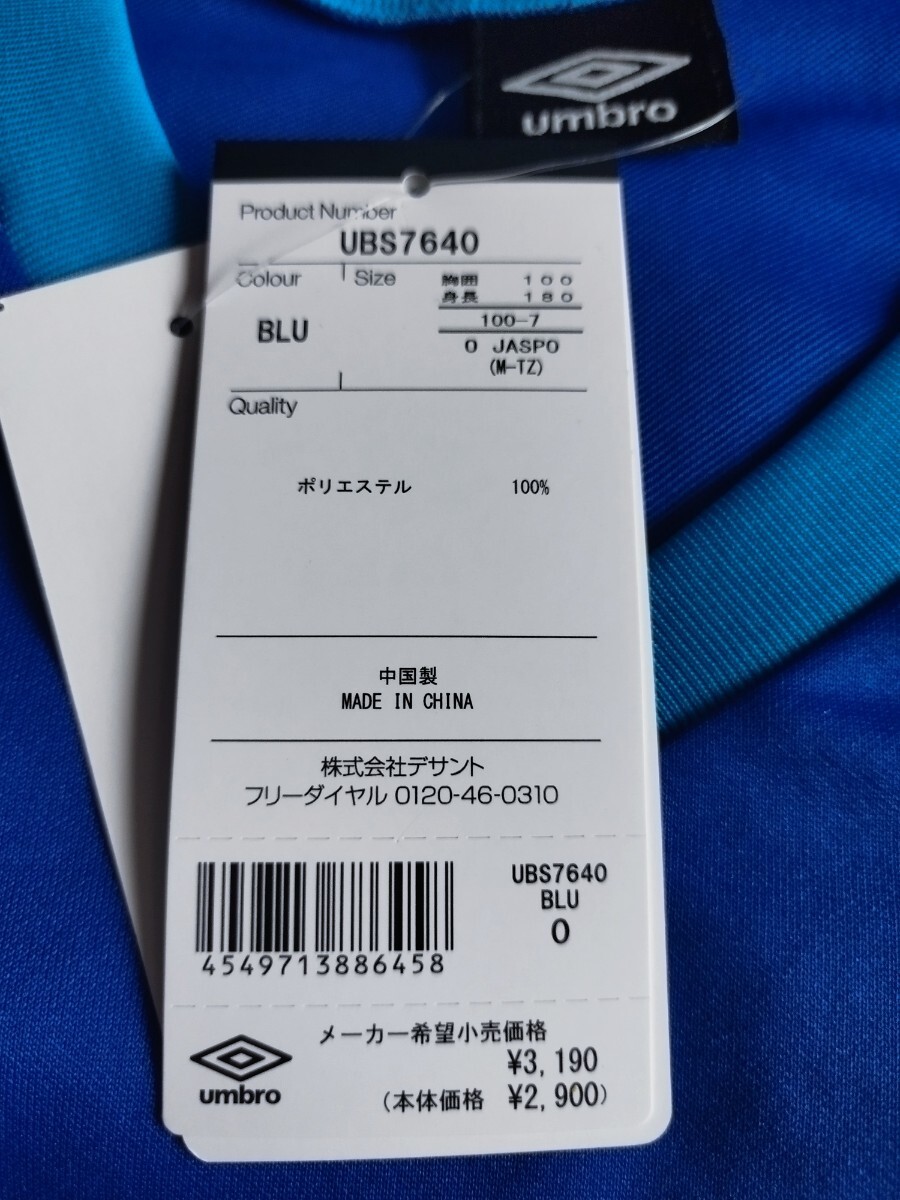 umbro
Product Number
UBS7640
Colour
Size
胸囲 100
身長 180
BLU
100-7
O JASPO
(M-TZ)
Quality
ポリエステル 100%
中国製
MADE IN CHINA
株式会社デサント
フリーダイヤル 0120-46-0310
UBS7640
BLU
O
4549713886458
メーカー希望小売価格
¥3,190
(本体価格 ¥2,900)
umbro